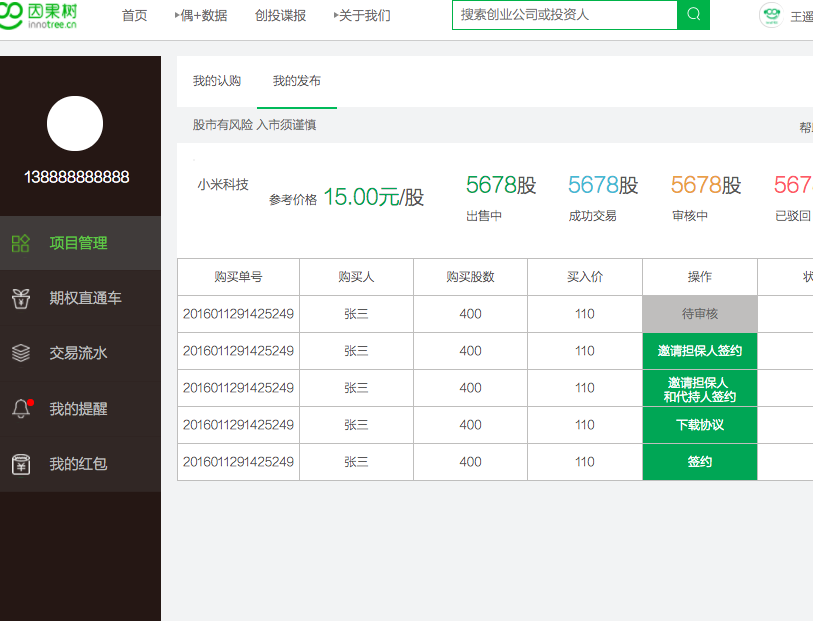 因果树
innotree.cn
首页
偶+数据
创投谍报
关于我们
搜索创业公司或投资人
王遥
138888888888
项目管理
期权直通车
交易流水
我的提醒
我的红包
我的认购
我的发布
股市有风险 入市须谨慎
小米科技
参考价格 15.00元/股
5678股
出售中
5678股
成功交易
5678股
审核中
567
已驳回
购买单号 购买人 购买股数 买入价 操作
2016011291425249 张三 400 110 待审核
2016011291425249 张三 400 110 邀请担保人签约
2016011291425249 张三 400 110 邀请担保人
和代持人签约
2016011291425249 张三 400 110 下载协议
2016011291425249 张三 400 110 签约